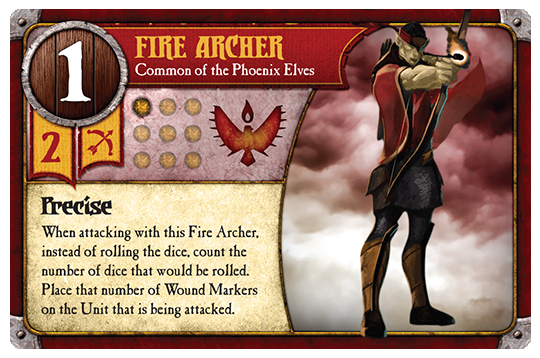 1
FIRE ARCHER
Common of the Phoenix Elves
2
Precise
When attacking with this Fire Archer,
instead of rolling the dice, count the
number of dice that would be rolled.
Place that number of Wound Markers
on the Unit that is being attacked.